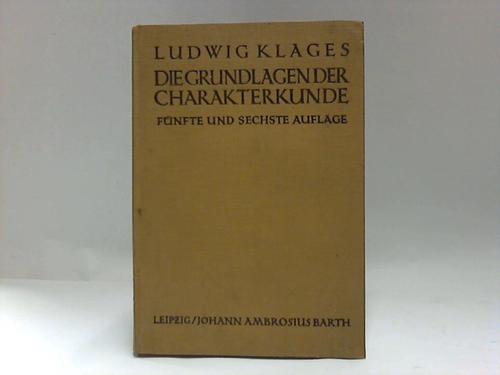 LUDWIG KLAGES
DIE GRUNDLAGEN DER
CHARAKTERKUNDE
FÜNFTE UND SECHSTE AUFLAGE
LEIPZIG/JOHANN AMBROSIUS BARTH